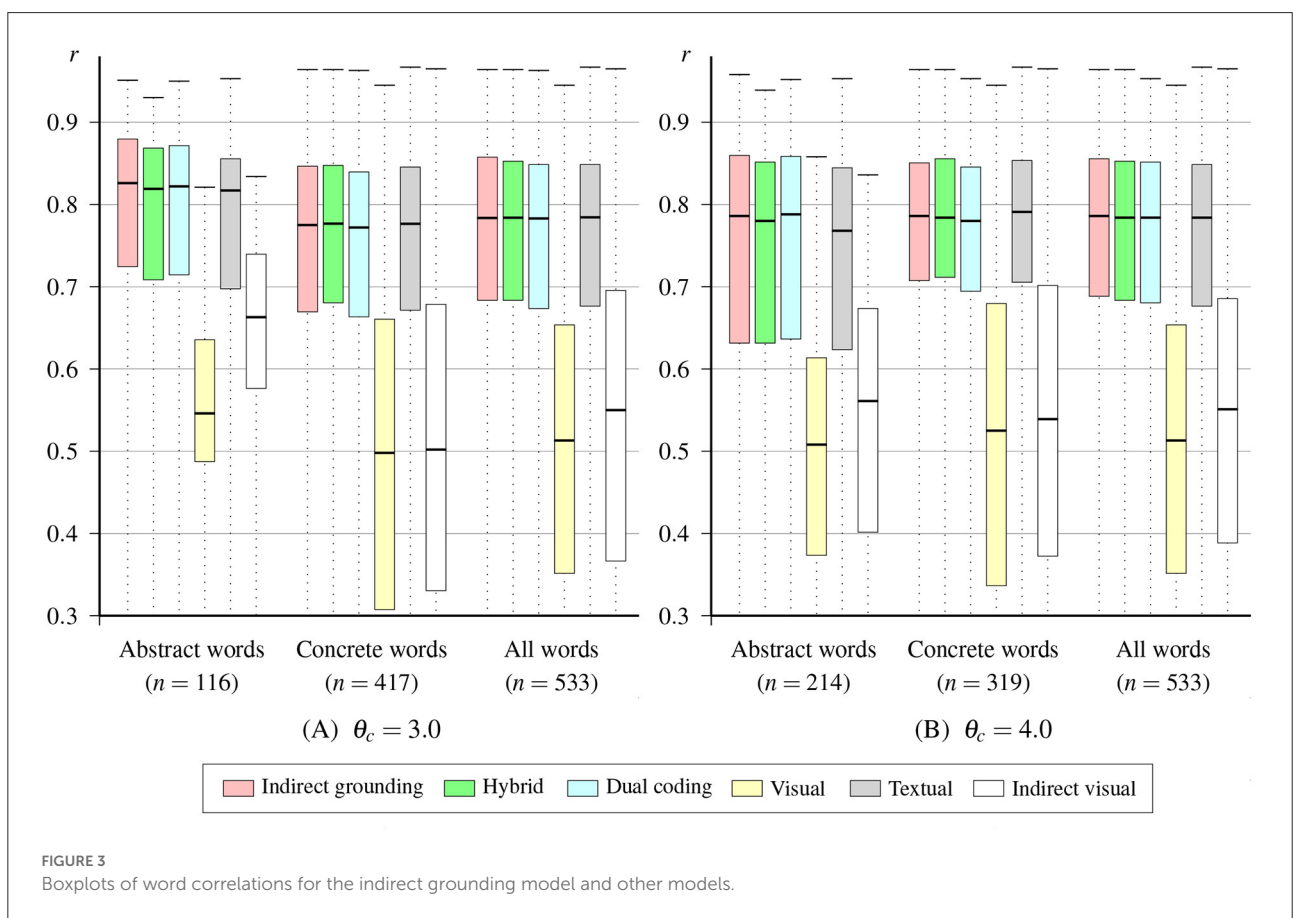 r
0.9
0.8
0.7
0.6
0.5
0.4
0.3
Abstract words Concrete words All words
(n = 116) (n = 417) (n = 533)
(A) θc = 3.0
r
0.9
0.8
0.7
0.6
0.5
0.4
0.3
Abstract words Concrete words All words
(n = 214) (n = 319) (n = 533)
(B) θc = 4.0
Indirect grounding Hybrid Dual coding Visual Textual Indirect visual
FIGURE 3
Boxplots of word correlations for the indirect grounding model and other models.